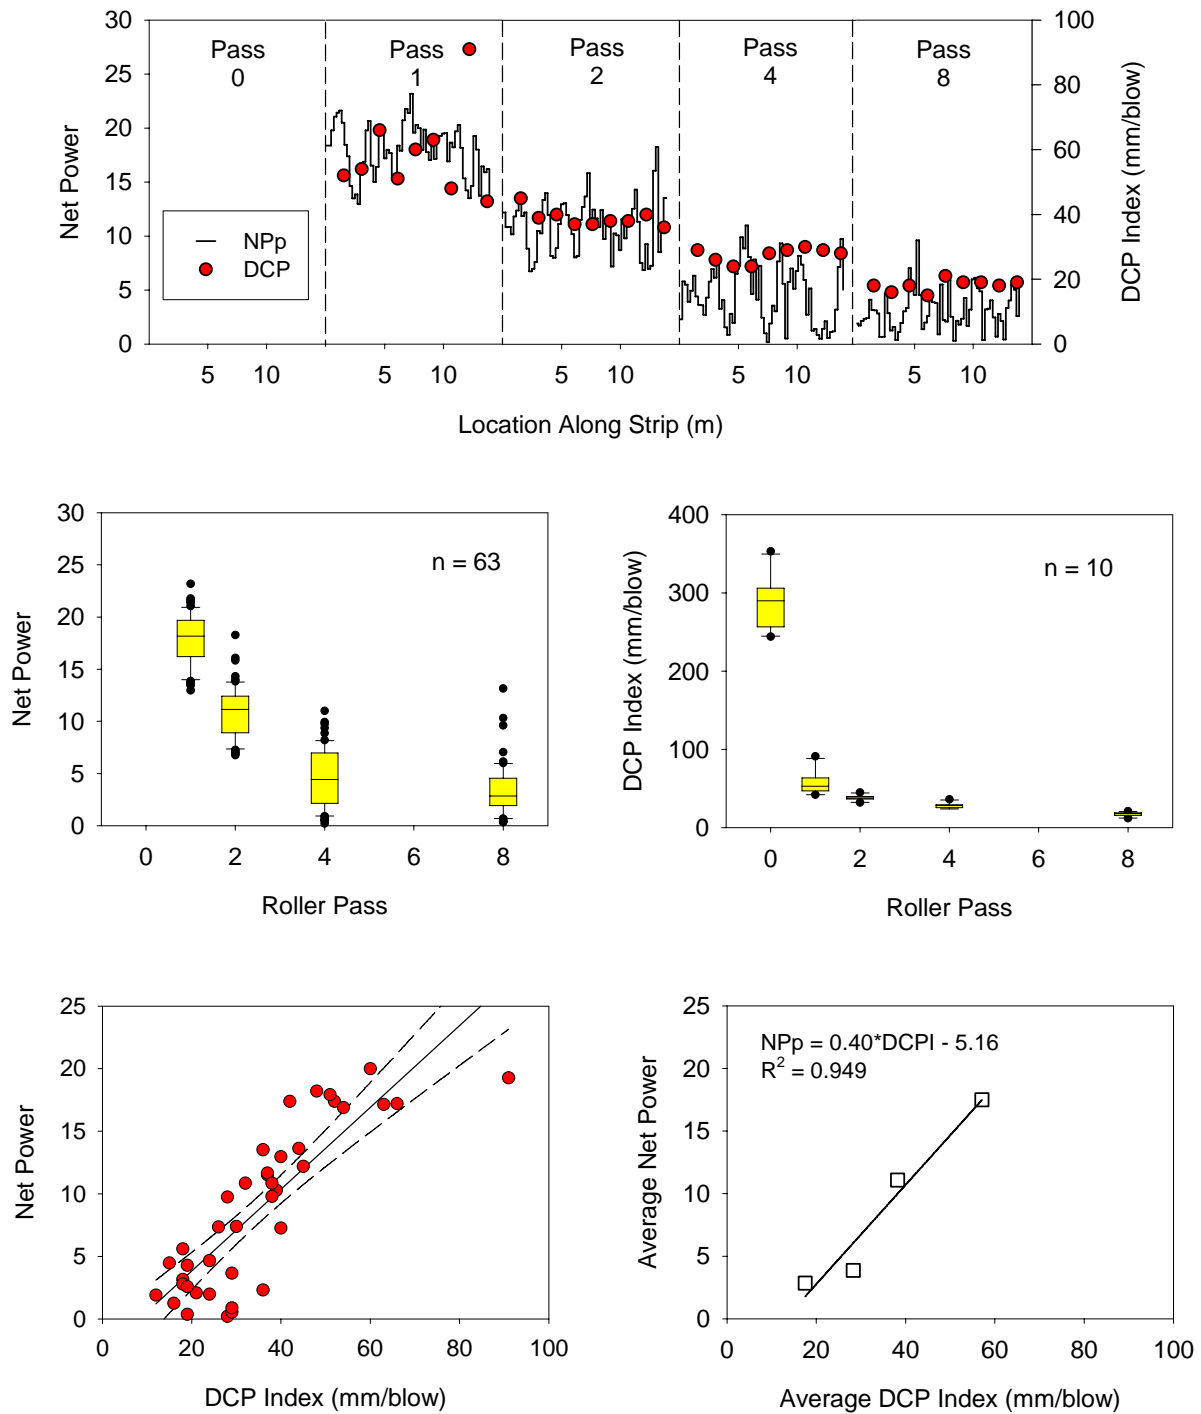 30
25
20
15
10
5
0
Net Power
Pass
0
Pass
1
Pass
2
Pass
4
Pass
8
NPp
DCP
100
80
60
40
20
0
DCP Index (mm/blow)
5 10 5 10 5 10 5 10 5 10
Location Along Strip (m)
30
25
20
15
10
5
0
Net Power
n = 63
0 2 4 6 8
Roller Pass
400
300
200
100
0
DCP Index (mm/blow)
n = 10
0 2 4 6 8
Roller Pass
25
20
15
10
5
0
Net Power
0 20 40 60 80 100
DCP Index (mm/blow)
25
20
15
10
5
0
Average Net Power
NPp = 0.40*DCPI - 5.16
R² = 0.949
0 20 40 60 80 100
Average DCP Index (mm/blow)